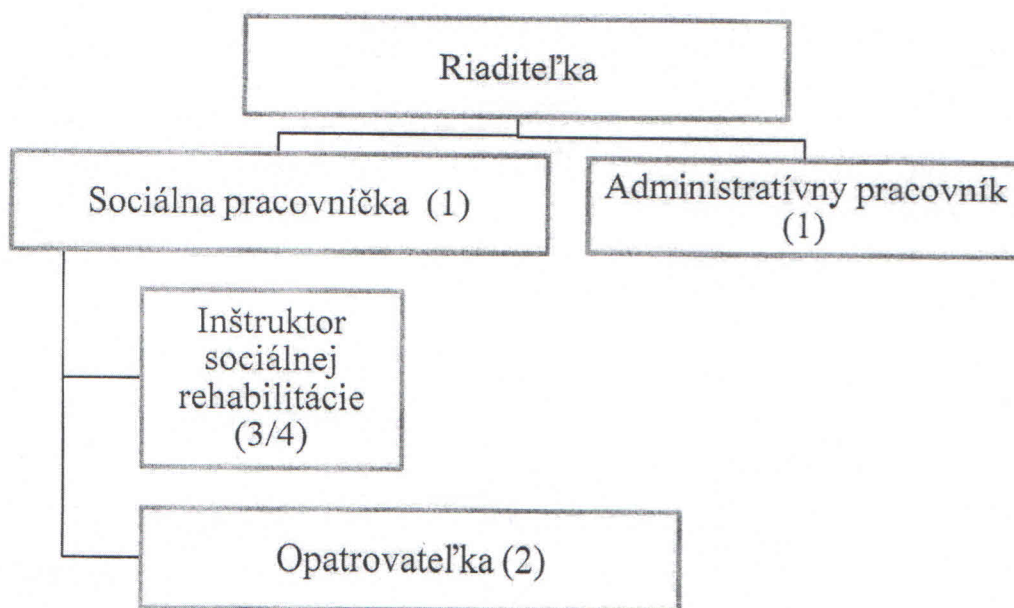 Riaditeľka
Sociálna pracovníčka (1)
Administratívny pracovník
(1)
Inštruktor
sociálnej
rehabilitácie
(3/4)
Opatrovateľka (2)